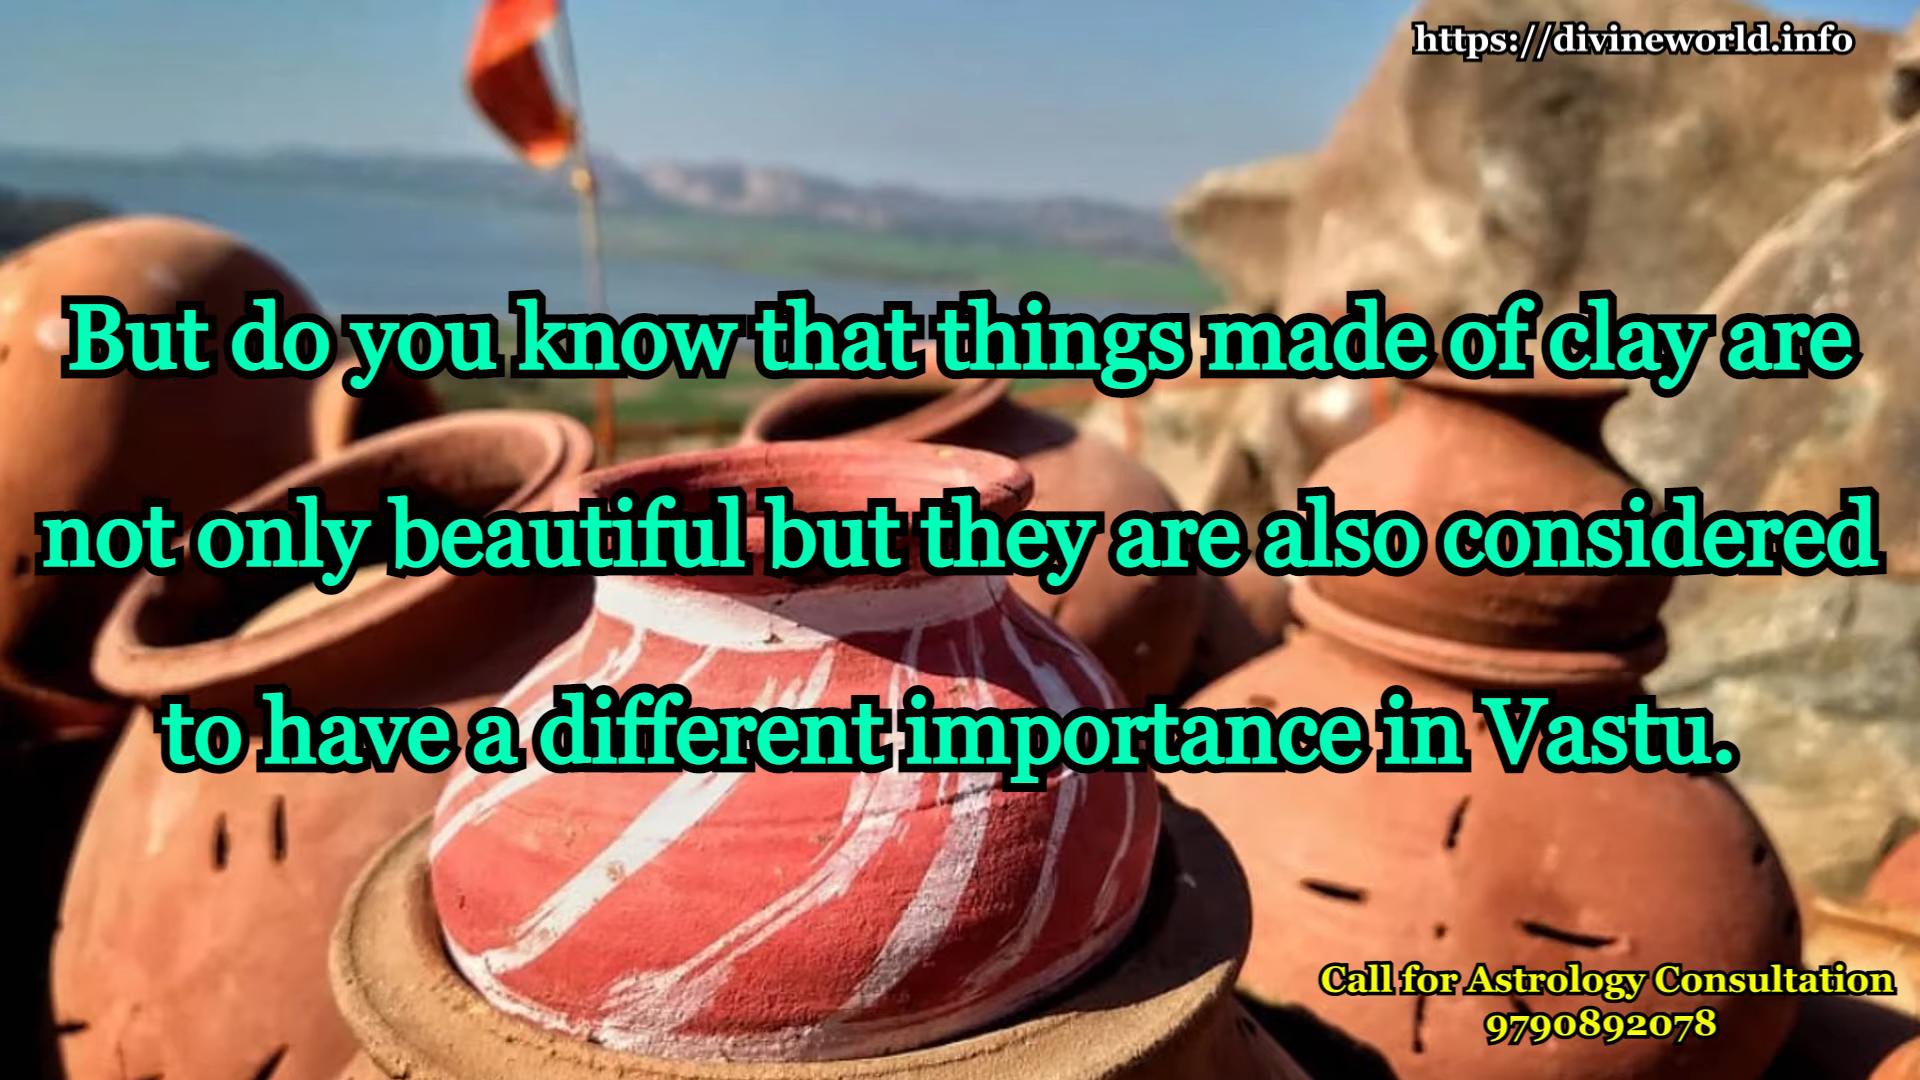 https://divineworld.info
But do you know that things made of clay are
not only beautiful but they are also considered
to have a different importance in Vastu.
Call for Astrology Consultation
9790892078